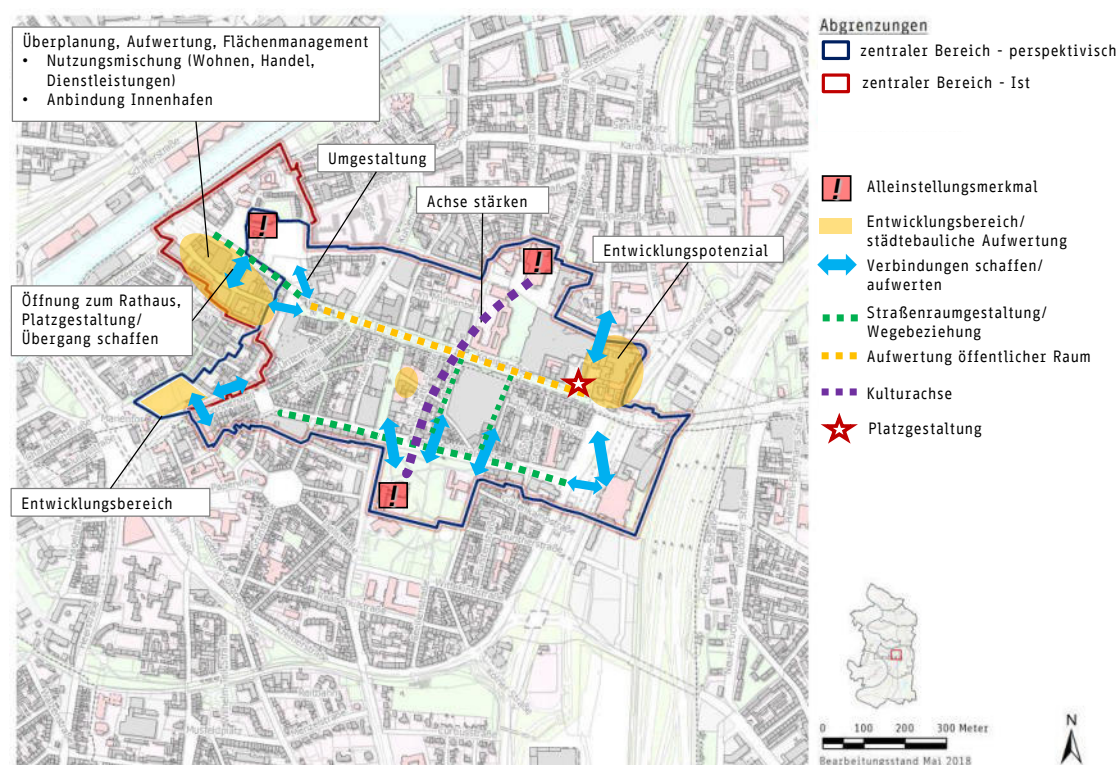 Überplanung, Aufwertung, Flächenmanagement
• Nutzungsmischung (Wohnen, Handel,
Dienstleistungen)
• Anbindung Innenhafen
Umgestaltung
Achse stärken
Entwicklungspotenzial
Öffnung zum Rathaus,
Platzgestaltung/
Übergang schaffen
Entwicklungsbereich
!
!
!
Abgrenzungen
zentraler Bereich - perspektivisch
zentraler Bereich - Ist
! Alleinstellungsmerkmal
Entwicklungsbereich/
städtebauliche Aufwertung
Verbindungen schaffen/
aufwerten
Straßenraumgestaltung/
Wegebeziehung
Aufwertung öffentlicher Raum
Kulturachse
Platzgestaltung
0 100 200 300 Meter
Bearbeitungsstand Mai 2018
N